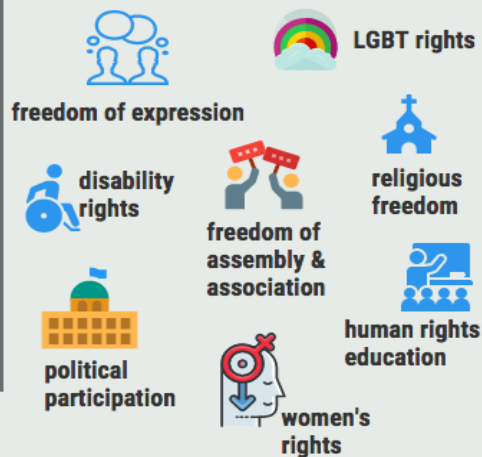 LGBT rights
freedom of expression
disability
rights
religious
freedom
freedom of
assembly &
association
human rights
education
political
participation
women's
rights